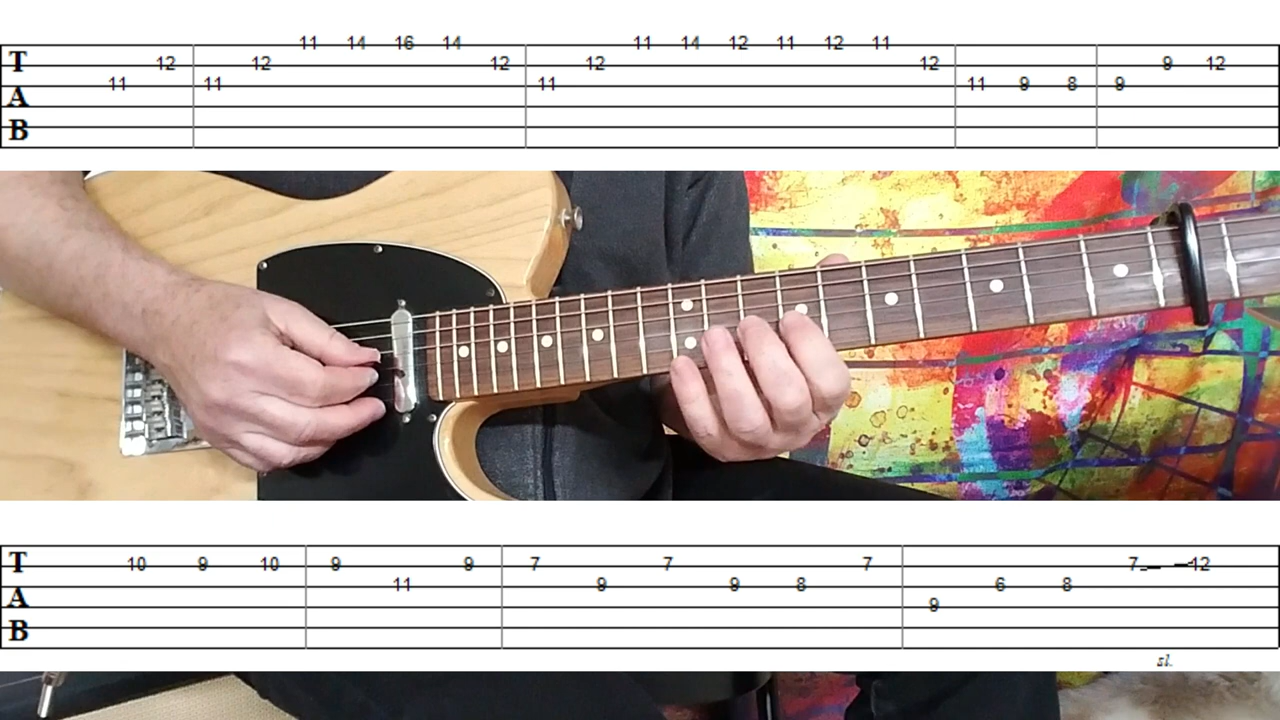 11 14 16 14 11 14 12 11 12 11
T 12 12 12 12 12 9 12
A 11 11 11 11 9 8 9
B
T 10 9 10 9 9 7 7 7 7 12
11 9 9 8 6 8
A 9
B
sl.